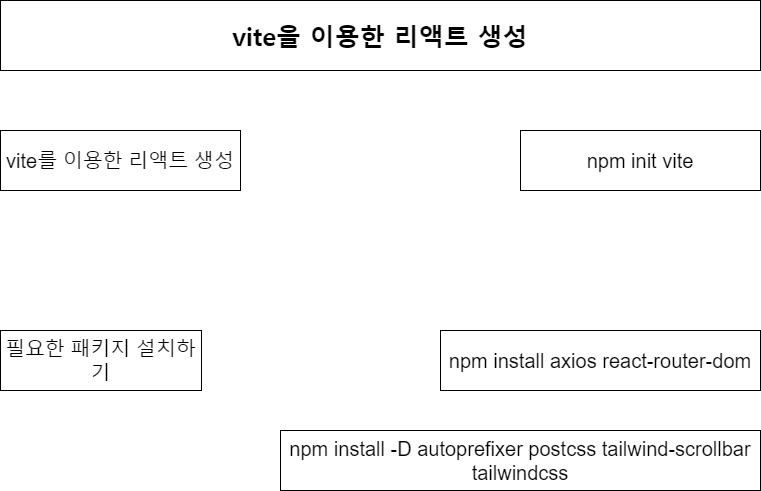 vite을 이용한 리액트 생성
vite를 이용한 리액트 생성
npm init vite
필요한 패키지 설치하
기
npm install axios react-router-dom
npm install -D autoprefixer postcss tailwind-scrollbar
tailwindcss